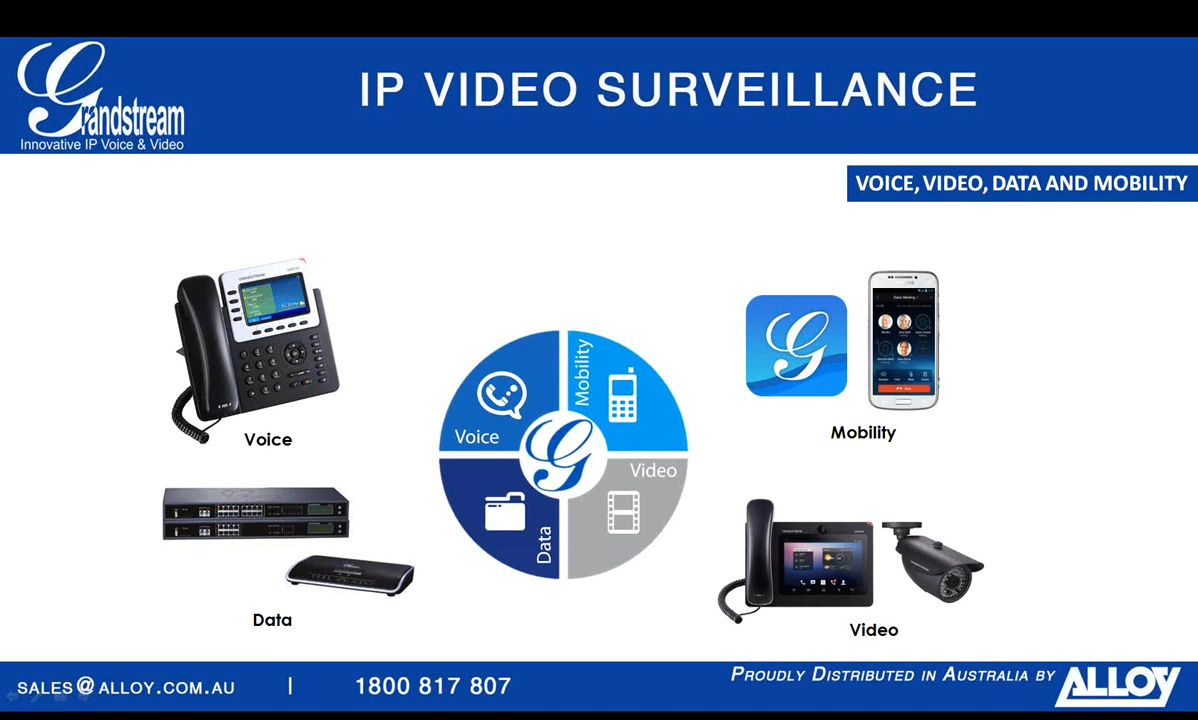 Grandstream
Innovative IP Voice & Video
IP VIDEO SURVEILLANCE
VOICE, VIDEO, DATA AND MOBILITY
GRANDSTREAM
Voice
Mobility
Voice
Mobility
Data
Video
Data
Video
SALES@ALLOY.COM.AU | 1800 817 807
PROUDLY DISTRIBUTED IN AUSTRALIA BY ALLOY